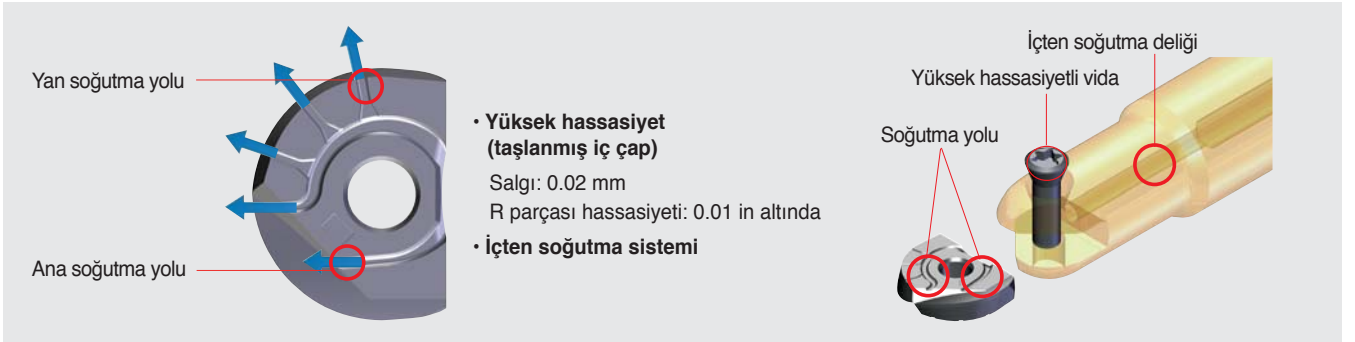 Yan soğutma yolu
Ana soğutma yolu
• Yüksek hassasiyet
(taşlanmış iç çap)
Salgı: 0.02 mm
R parçası hassasiyeti: 0.01 in altında
• İçten soğutma sistemi
İçten soğutma deliği
Yüksek hassasiyetli vida
Soğutma yolu